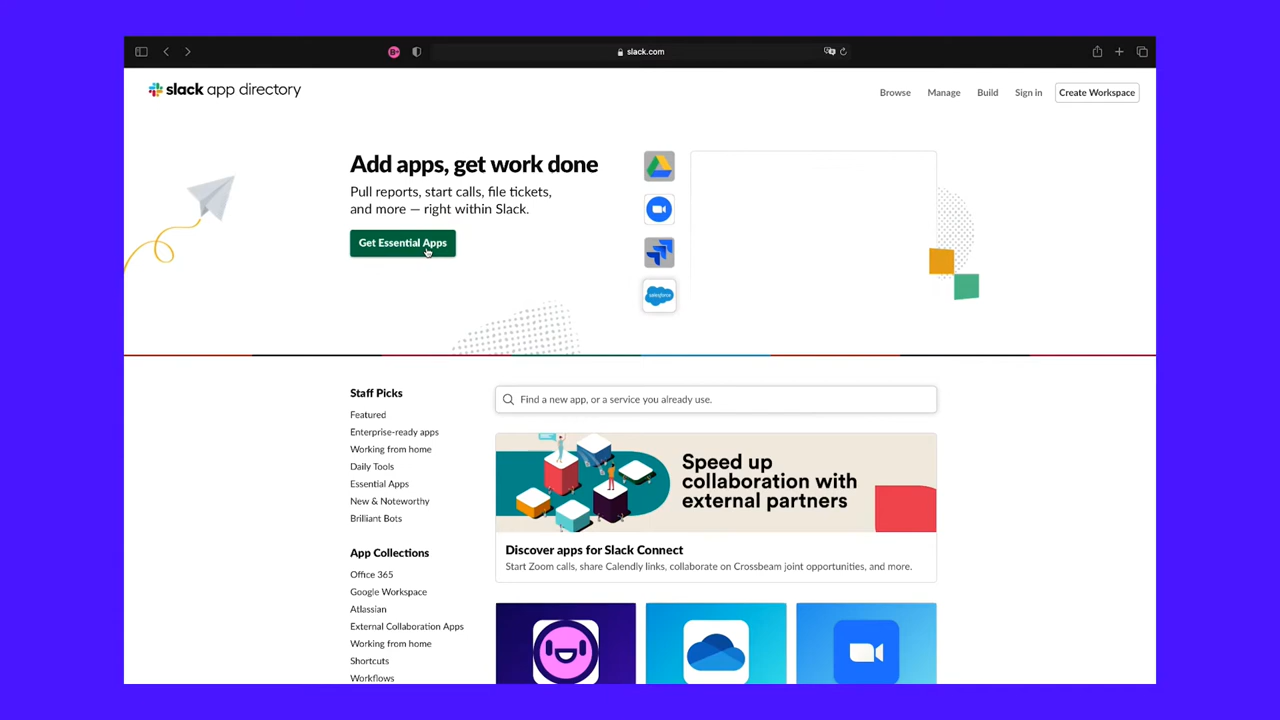 slack.com
slack app directory
Browse
Manage
Build
Sign in
Create Workspace
Add apps, get work done
Pull reports, start calls, file tickets,
and more — right within Slack.
Get Essential Apps
salesforce
Staff Picks
Featured
Enterprise-ready apps
Working from home
Daily Tools
Essential Apps
New & Noteworthy
Brilliant Bots
App Collections
Office 365
Google Workspace
Atlassian
External Collaboration Apps
Working from home
Shortcuts
Workflows
Find a new app, or a service you already use.
Speed up
collaboration with
external partners
Discover apps for Slack Connect
Start Zoom calls, share Calendly links, collaborate on Crossbeam joint opportunities, and more.